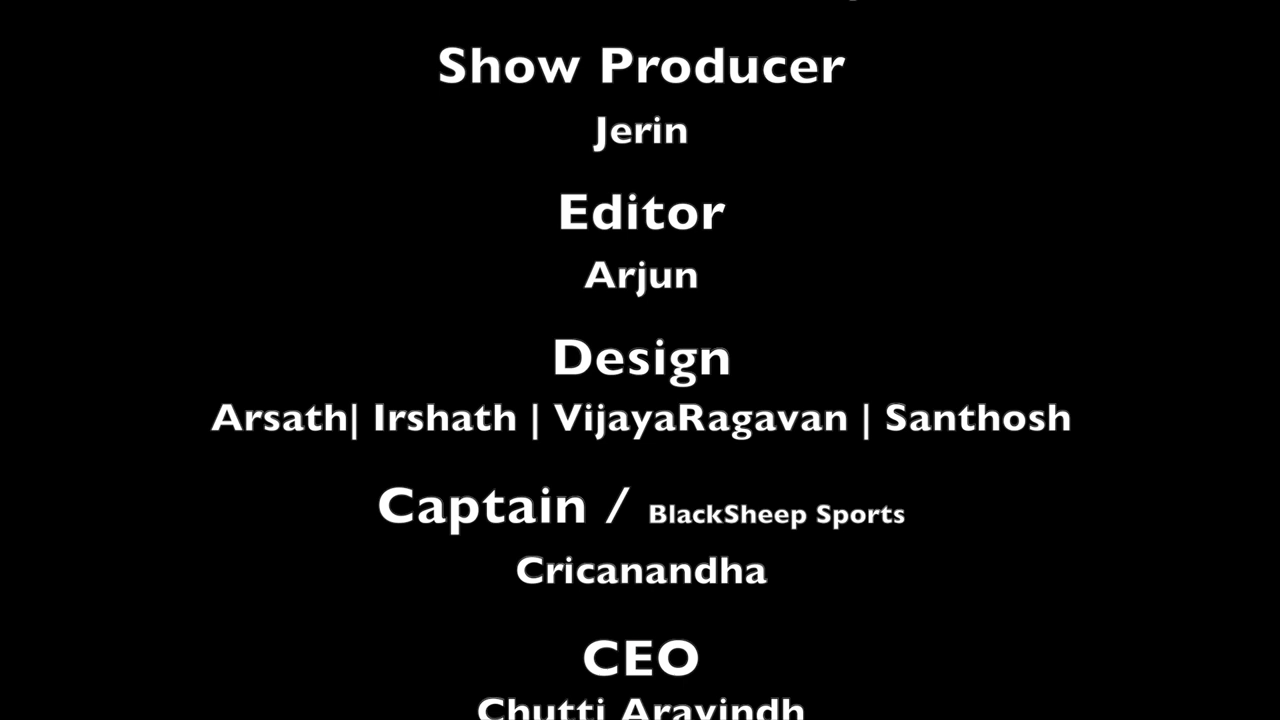 Show Producer
Jerin
Editor
Arjun
Design
Arsath| Irshath | VijayaRagavan | Santhosh
Captain / BlackSheep Sports
Cricanandha
CEO
Chutti Aravindh